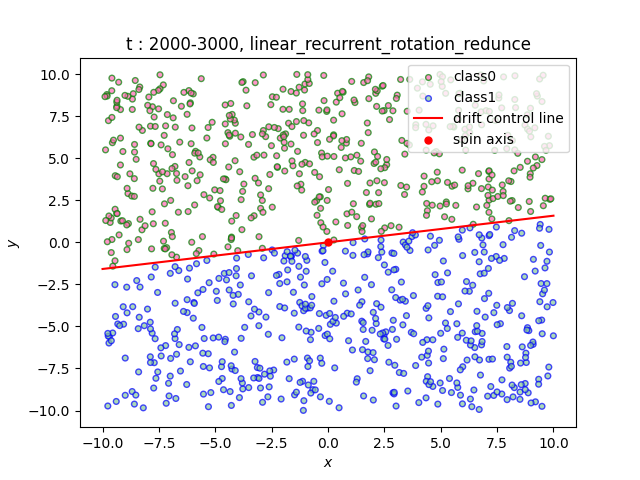 t : 2000-3000, linear_recurrent_rotation_redunce
class0
class1
drift control line
spin axis
10.0
7.5
5.0
2.5
0.0
−2.5
−5.0
−7.5
−10.0
y
−10.0 −7.5 −5.0 −2.5 0.0 2.5 5.0 7.5 10.0
x